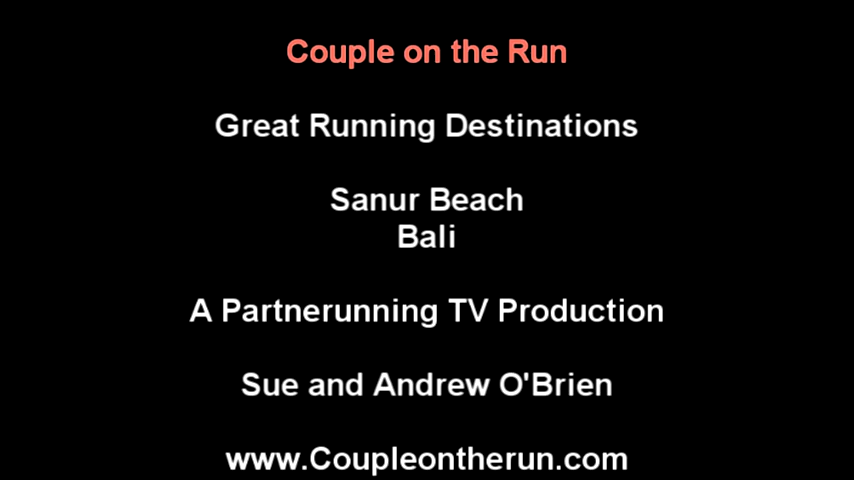 Couple on the Run
Great Running Destinations
Sanur Beach
Bali
A Partnerunning TV Production
Sue and Andrew O'Brien
www.Coupleontherun.com